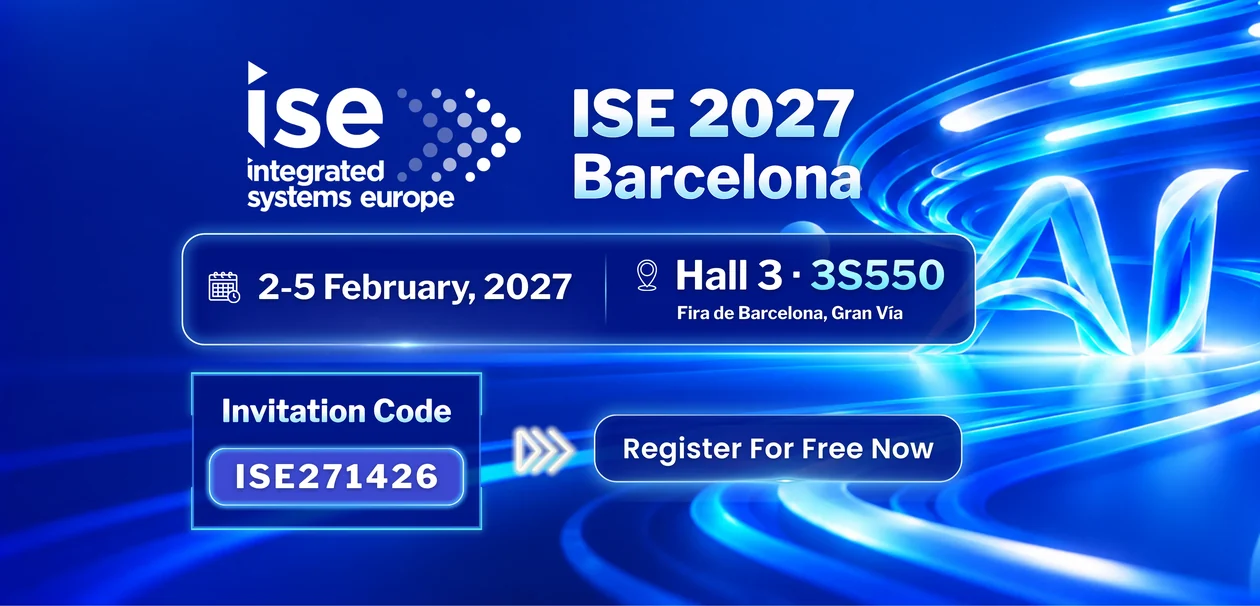 ise
integrated
systems europe
ISE 2027
Barcelona
2-5 February, 2027
Hall 3 · 3S550
Fira de Barcelona, Gran Vía
AI
Invitation Code
ISE271426
Register For Free Now